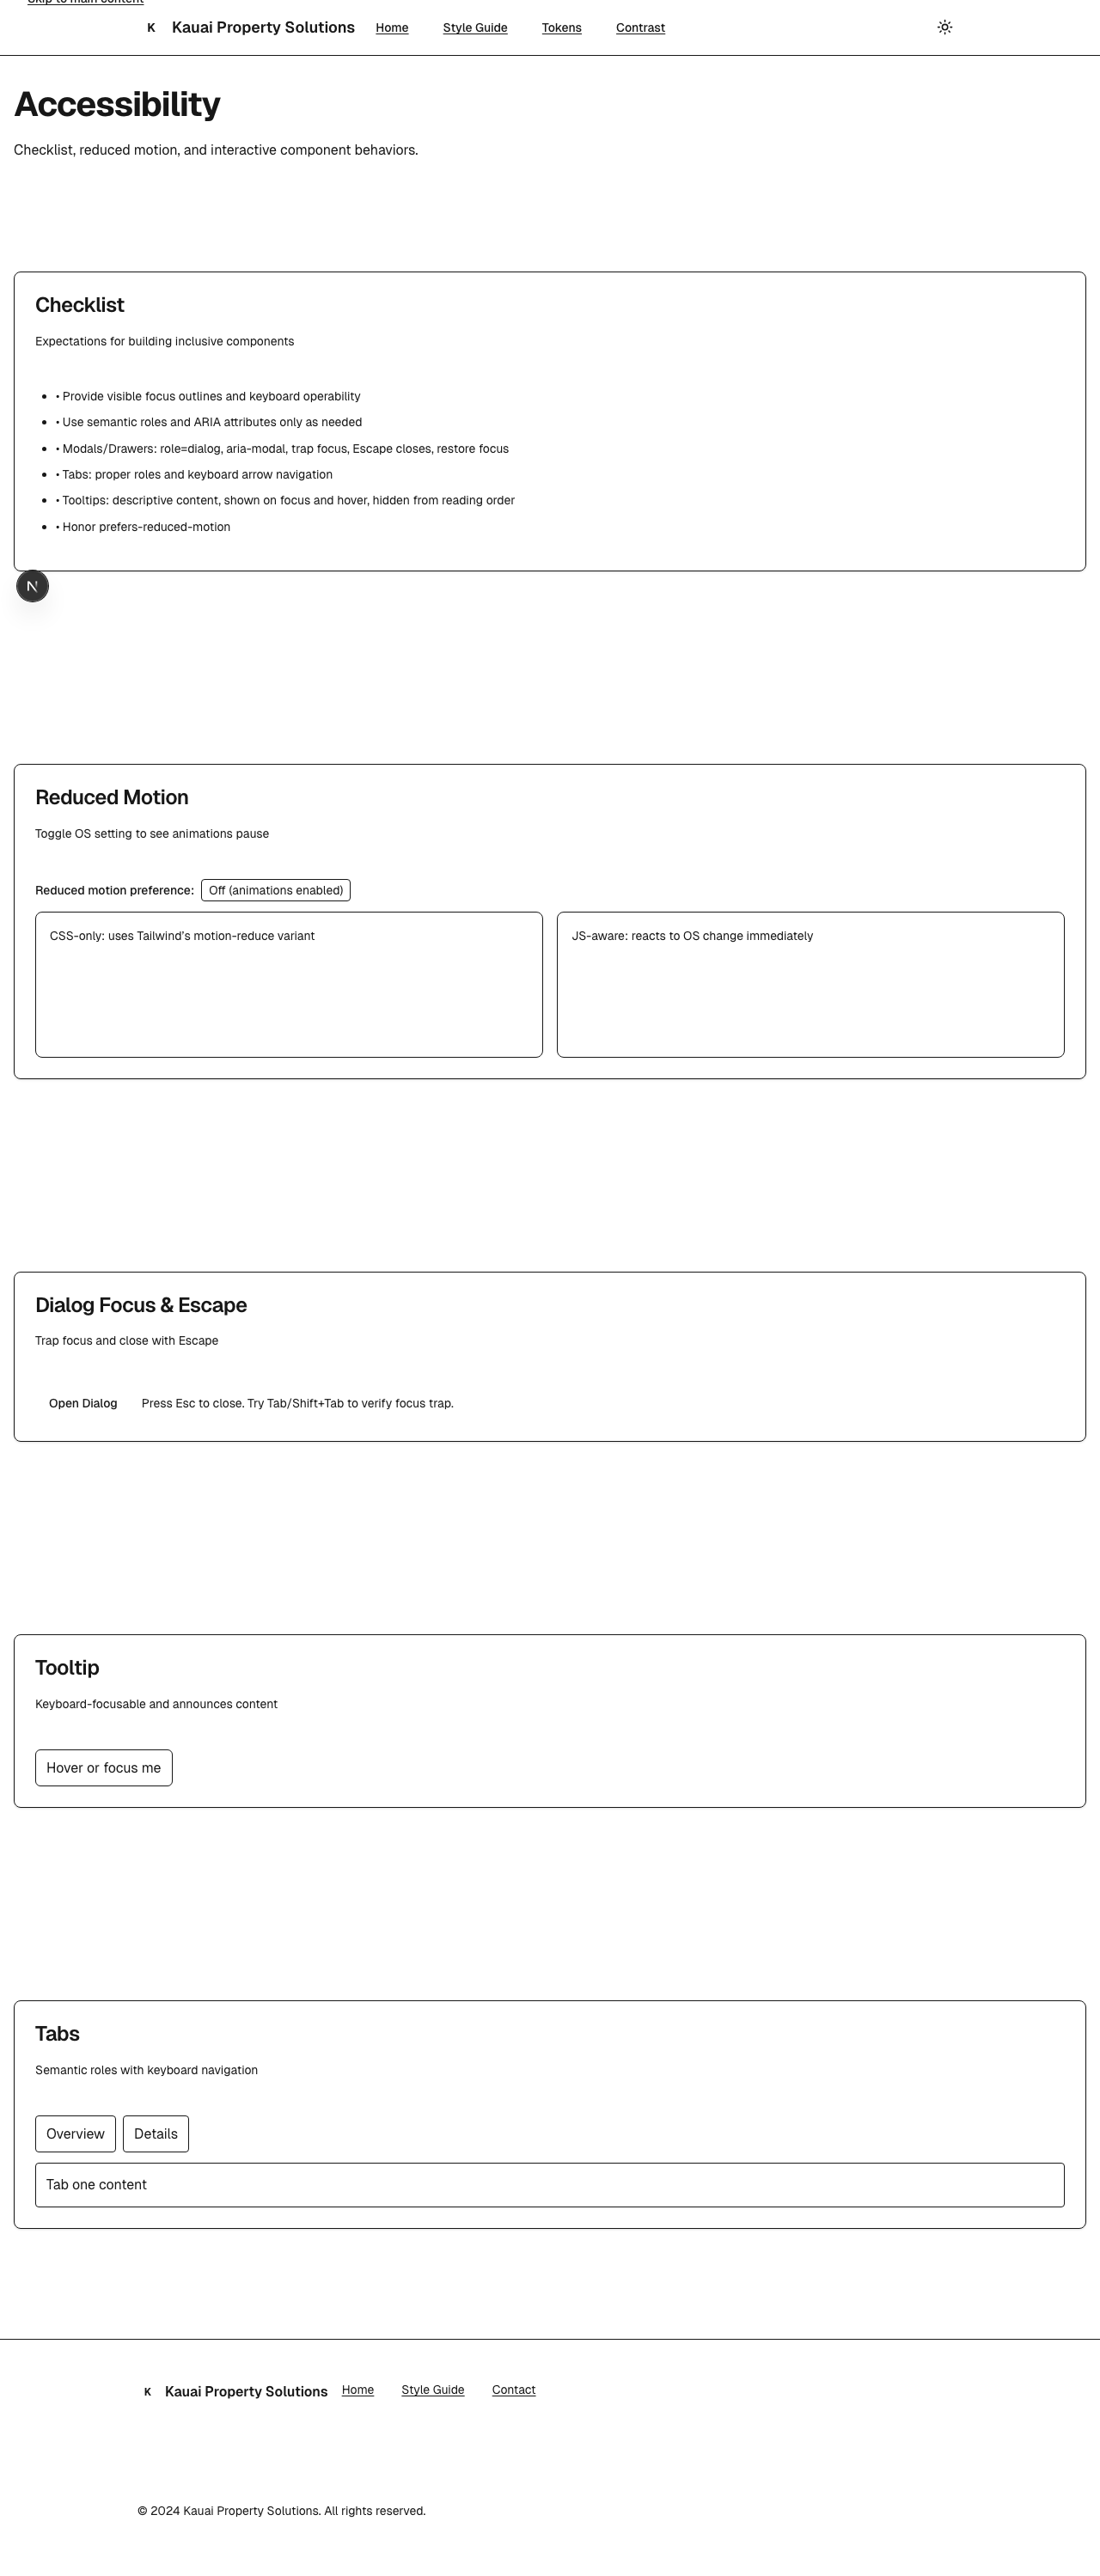 Skip to main content
K Kauai Property Solutions Home Style Guide Tokens Contrast
Accessibility
Checklist, reduced motion, and interactive component behaviors.
Checklist
Expectations for building inclusive components
• • Provide visible focus outlines and keyboard operability
• • Use semantic roles and ARIA attributes only as needed
• • Modals/Drawers: role=dialog, aria-modal, trap focus, Escape closes, restore focus
• • Tabs: proper roles and keyboard arrow navigation
• • Tooltips: descriptive content, shown on focus and hover, hidden from reading order
• • Honor prefers-reduced-motion
N
Reduced Motion
Toggle OS setting to see animations pause
Reduced motion preference: Off (animations enabled)
CSS-only: uses Tailwind’s motion-reduce variant
JS-aware: reacts to OS change immediately
Dialog Focus & Escape
Trap focus and close with Escape
Open Dialog Press Esc to close. Try Tab/Shift+Tab to verify focus trap.
Tooltip
Keyboard-focusable and announces content
Hover or focus me
Tabs
Semantic roles with keyboard navigation
Overview Details
Tab one content
K Kauai Property Solutions Home Style Guide Contact
© 2024 Kauai Property Solutions. All rights reserved.